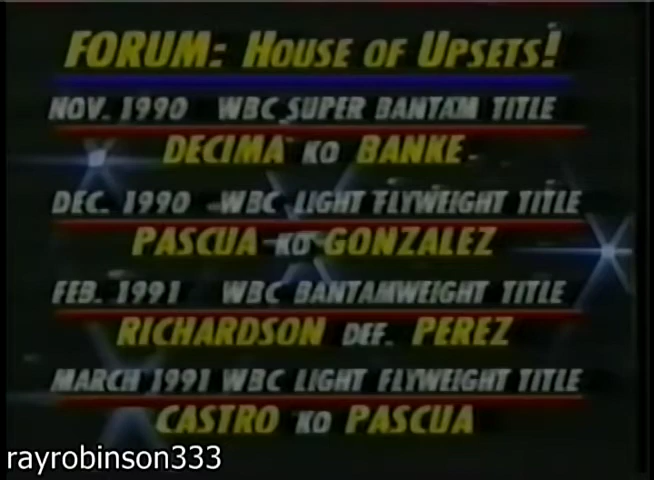 FORUM: HOUSE OF UPSETS!
NOV. 1990 WBC SUPER BANTAM TITLE
DECIMA KO BANKE
DEC. 1990 WBC LIGHT FLYWEIGHT TITLE
PASCUA KO GONZALEZ
FEB. 1991 WBC BANTAMWEIGHT TITLE
RICHARDSON DEF. PEREZ
MARCH 1991 WBC LIGHT FLYWEIGHT TITLE
CASTRO KO PASCUA
rayrobinson333